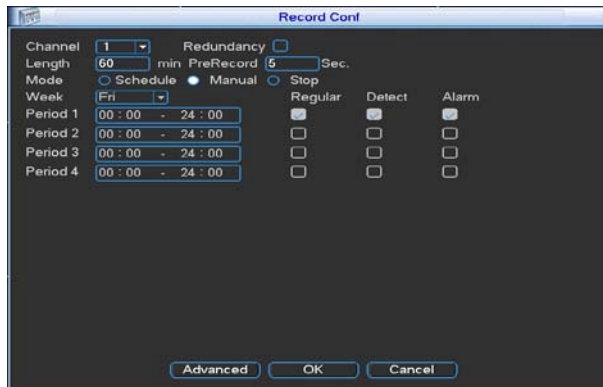 Record Conf
Channel 1 Redundancy
Length 60 min PreRecord 5 Sec.
Mode Schedule Manual Stop
Week Fri Regular Detect Alarm
Period 1 00 : 00 - 24 : 00
Period 2 00 : 00 - 24 : 00
Period 3 00 : 00 - 24 : 00
Period 4 00 : 00 - 24 : 00
Advanced OK Cancel